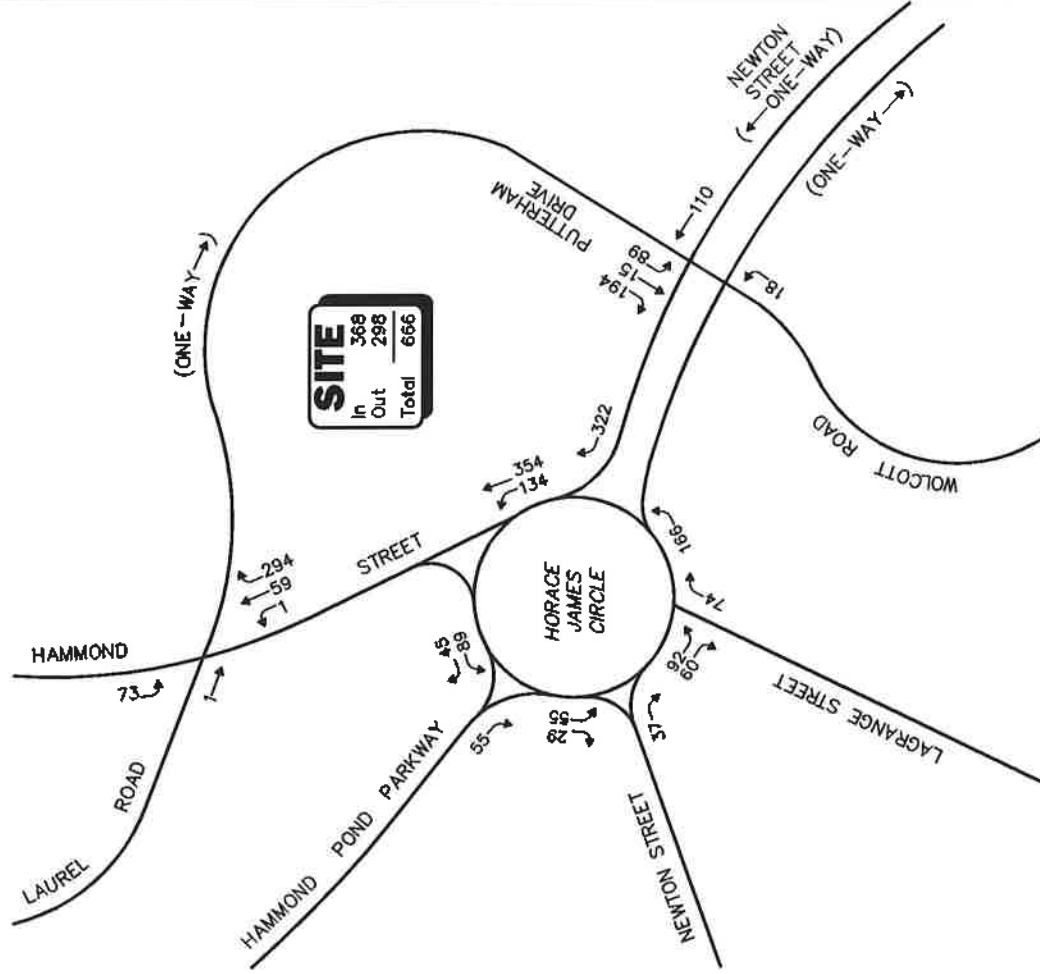 HAMMOND
STREET
LAUREL
ROAD
73
1
294
59
1
(ONE-WAY→)
SITE
In 368
Out 298
Total 666
PUTTERHAM
DRIVE
NEWTON
STREET
(←ONE-WAY)
(ONE-WAY→)
110
89
15
194
18
322
354
134
HORACE
JAMES
CIRCLE
45
89
55
55
29
37
92
60
74
166
HAMMOND POND PARKWAY
NEWTON STREET
LAGRANGE STREET
WOLCOTT ROAD